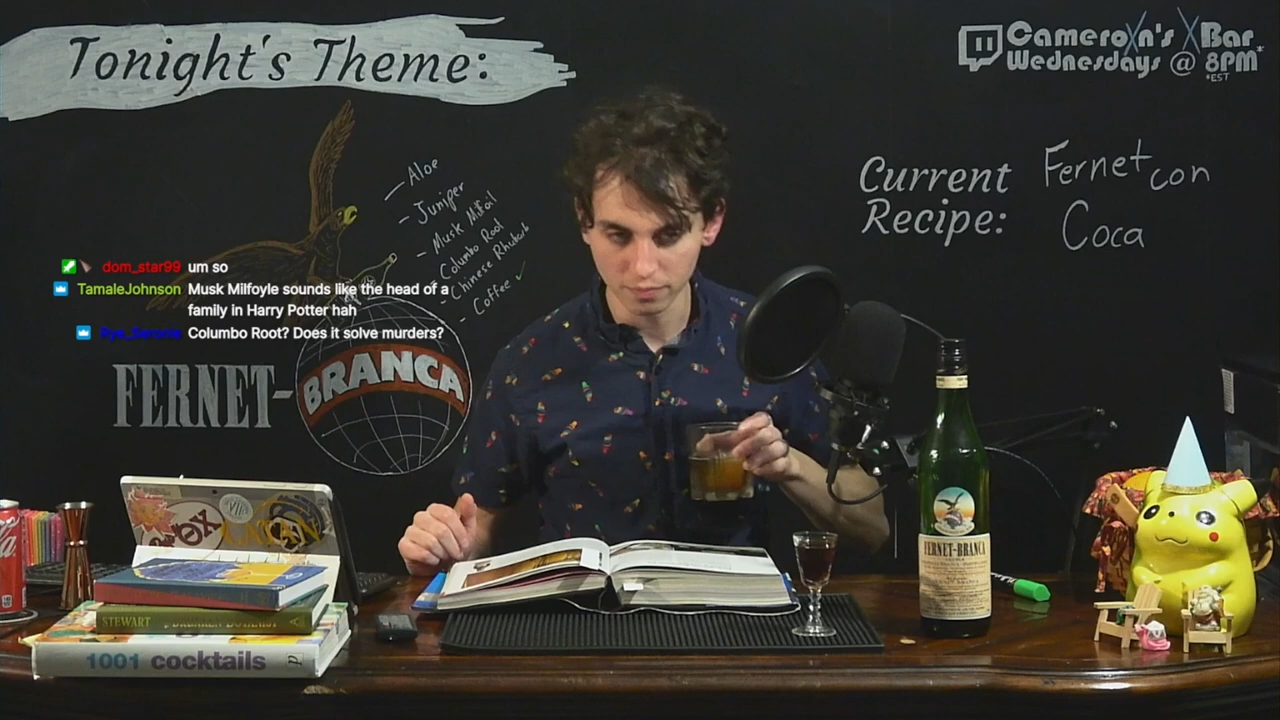 Tonight's Theme:
Cameron's Bar
Wednesdays @ 8PM*
*EST
Current
Recipe:
Fernet con
Coca
- Aloe
- Juniper
- Musk Milfoil
- Columbo Root
- Chinese Rhubarb
- Coffee ✓
dom_star99 um so
TamaleJohnson Musk Milfoyle sounds like the head of a
family in Harry Potter hah
Columbo Root? Does it solve murders?
FERNET-BRANCA
FERNET-BRANCA
STEWART
1001 cocktails